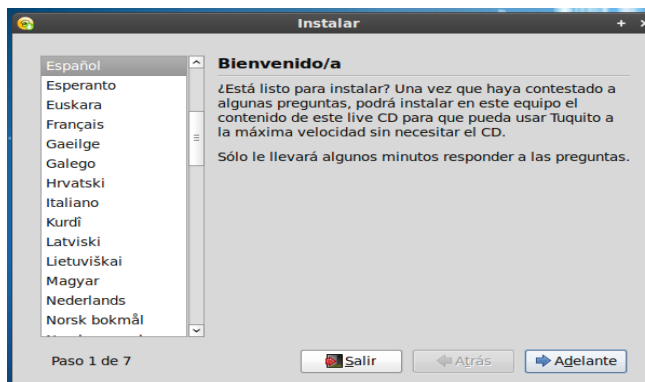 Instalar
Español
Esperanto
Euskara
Français
Gaeilge
Galego
Hrvatski
Italiano
Kurdî
Latviski
Lietuviškai
Magyar
Nederlands
Norsk bokmål
Bienvenido/a
¿Está listo para instalar? Una vez que haya contestado a
algunas preguntas, podrá instalar en este equipo el
contenido de este live CD para que pueda usar Tuquito a
la máxima velocidad sin necesitar el CD.
Sólo le llevará algunos minutos responder a las preguntas.
Paso 1 de 7
Salir
Atrás
Adelante